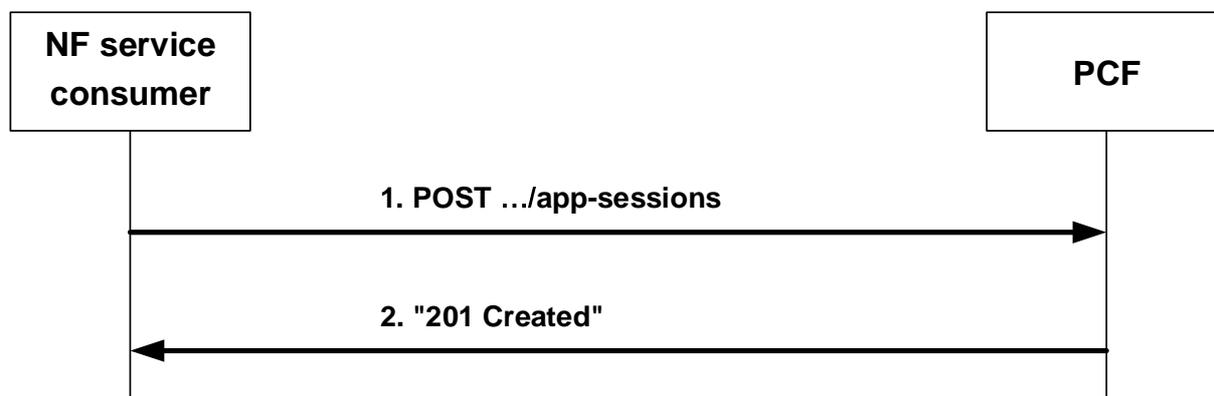 NF service
consumer
PCF
1. POST …/app-sessions
2. "201 Created"